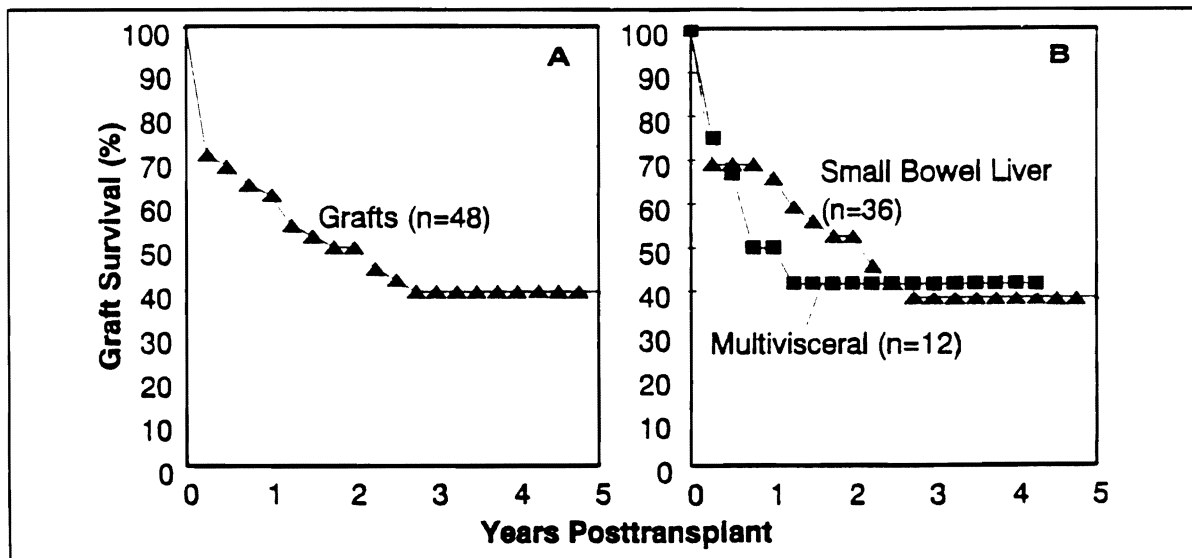 Graft Survival (%)
100
90
80
70
60
50
40
30
20
10
0
A
Grafts (n=48)
0 1 2 3 4 5
100
90
80
70
60
50
40
30
20
10
0
B
Small Bowel Liver
(n=36)
Multivisceral (n=12)
0 1 2 3 4 5
Years Posttransplant